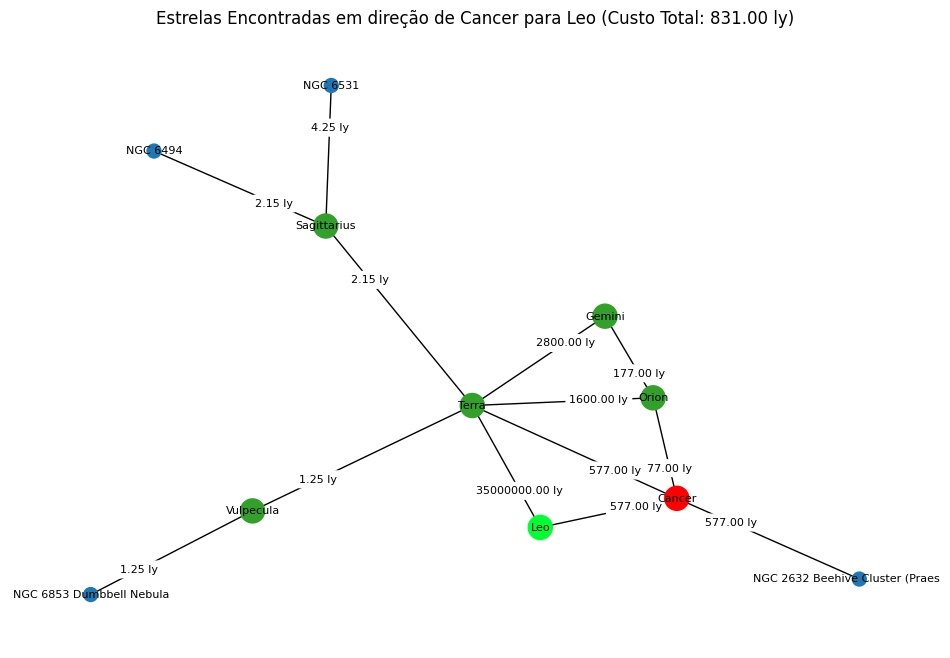 Estrelas Encontradas em direção de Cancer para Leo (Custo Total: 831.00 ly)
NGC 6531
4.25 ly
NGC 6494
2.15 ly
Sagittarius
2.15 ly
Gemini
2800.00 ly
177.00 ly
Orion
1600.00 ly
Terra
77.00 ly
577.00 ly
1.25 ly
35000000.00 ly
Cancer
577.00 ly
Vulpecula
577.00 ly
Leo
1.25 ly
NGC 2632 Beehive Cluster (Praes
NGC 6853 Dumbbell Nebula